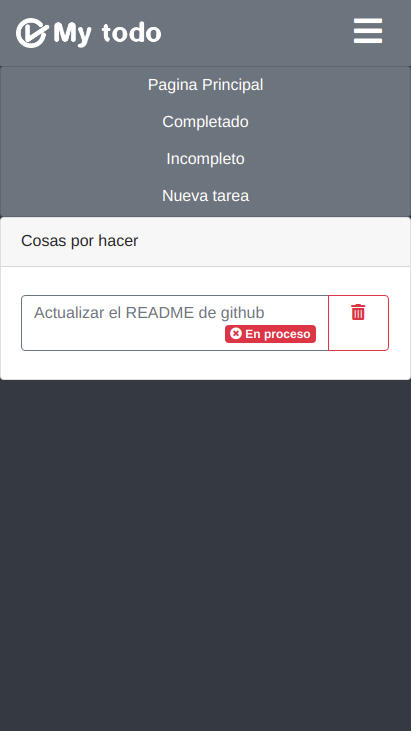 My todo
Pagina Principal
Completado
Incompleto
Nueva tarea
Cosas por hacer
Actualizar el README de github
En proceso